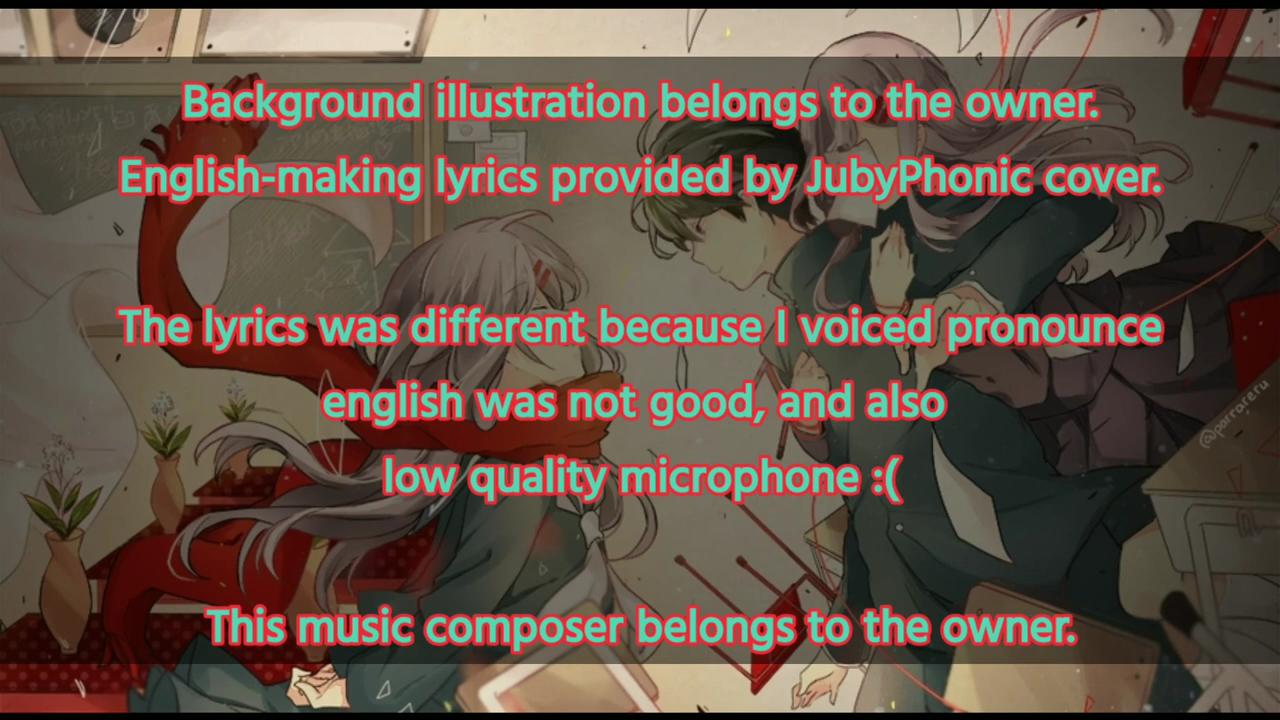 Background illustration belongs to the owner.
English-making lyrics provided by JubyPhonic cover.
The lyrics was different because I voiced pronounce
english was not good, and also
low quality microphone :(
This music composer belongs to the owner.
@parrareru